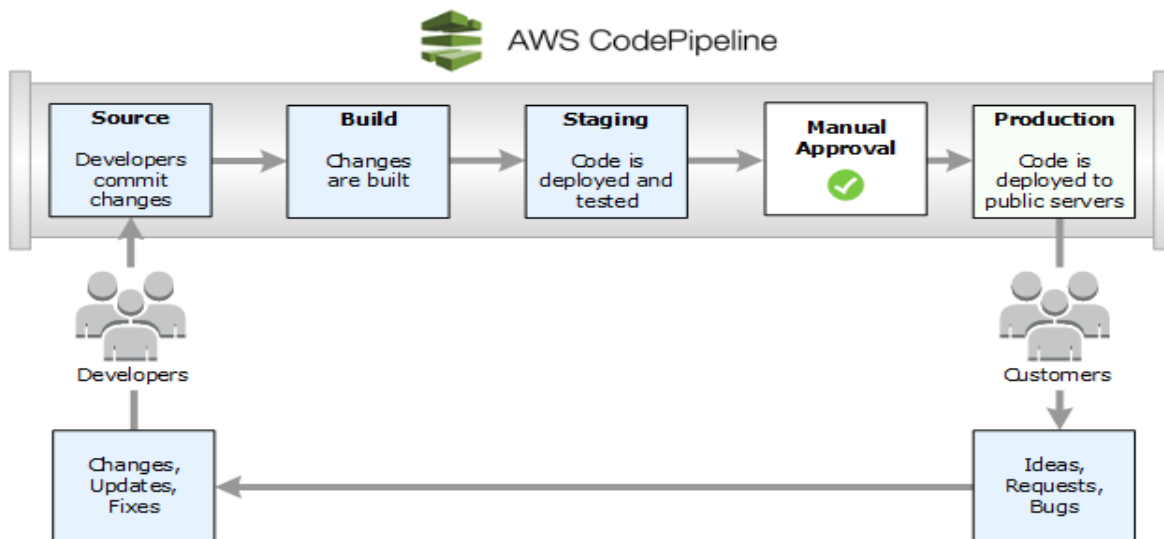 AWS CodePipeline
Source
Developers
commit
changes
Build
Changes
are built
Staging
Code is
deployed and
tested
Manual
Approval
Production
Code is
deployed to
public servers
Developers
Customers
Changes,
Updates,
Fixes
Ideas,
Requests,
Bugs